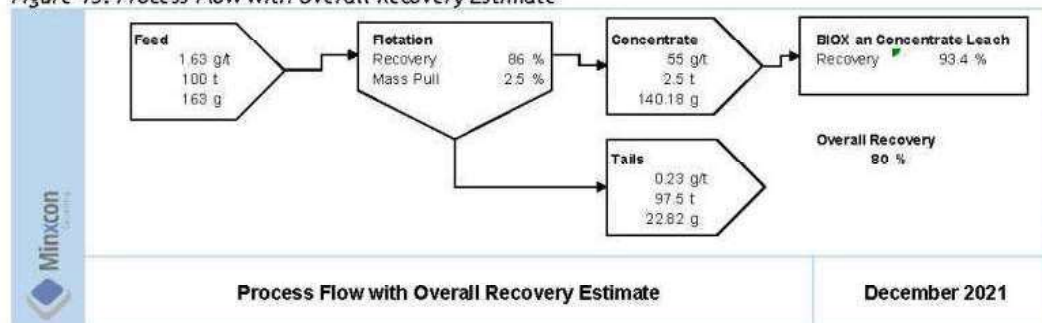 Figure 15: Process Flow with Overall Recovery Estimate
Feed
1.63 g/t
100 t
163 g
Flotation
Recovery 86 %
Mass Pull 2.5 %
Concentrate
55 g/t
2.5 t
140.18 g
BIOX an Concentrate Leach
Recovery 93.4 %
Overall Recovery
80 %
Tails
0.23 g/t
97.5 t
22.82 g
Minxcon
Process Flow with Overall Recovery Estimate
December 2021